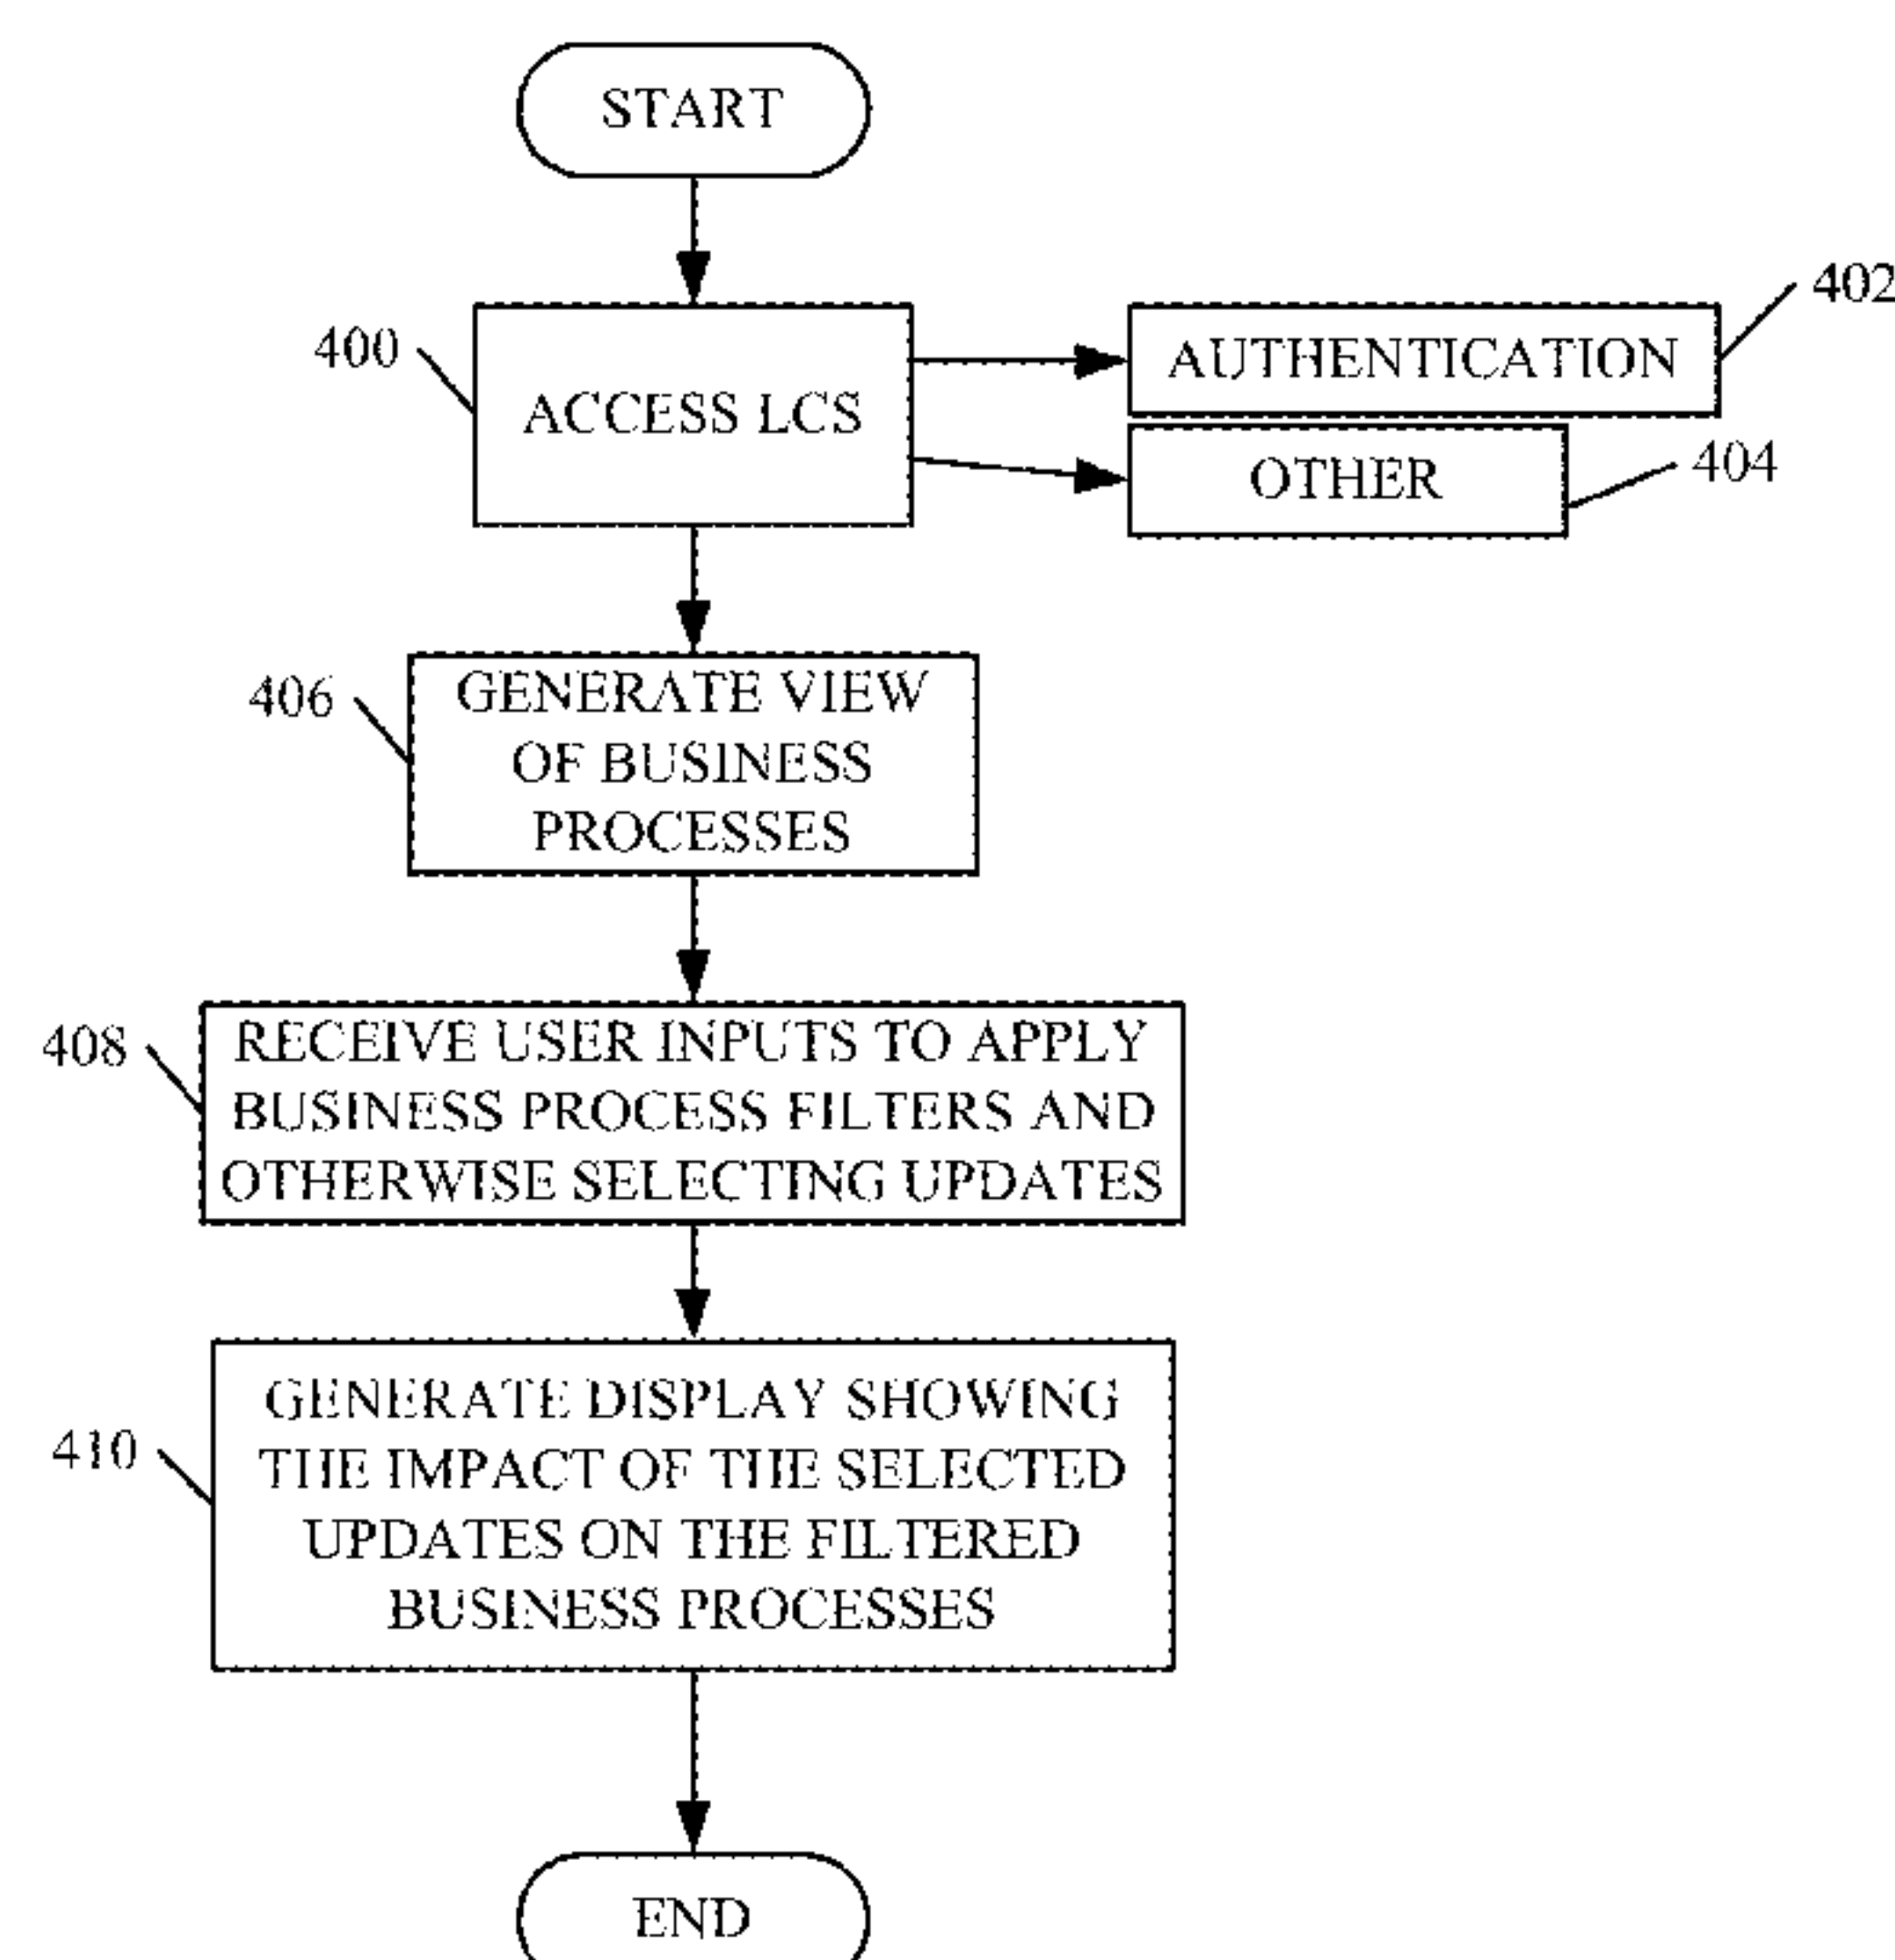 START
402
400
AUTHENTICATION
ACCESS LCS
404
OTHER
406
GENERATE VIEW
OF BUSINESS
PROCESSES
408
RECEIVE USER INPUTS TO APPLY
BUSINESS PROCESS FILTERS AND
OTHERWISE SELECTING UPDATES
410
GENERATE DISPLAY SHOWING
THE IMPACT OF THE SELECTED
UPDATES ON THE FILTERED
BUSINESS PROCESSES
END